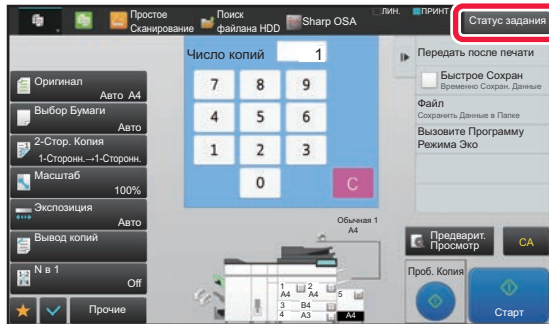 Простое
Сканирование
Поиск
файлана HDD
Sharp OSA
ЛИН.
ПРИНТ
Статус задания
Число копий
1
Оригинал
Авто A4
Выбор Бумаги
Авто
2-Стор. Копия
1-Сторонн.→1-Сторонн.
Масштаб
100%
Экспозиция
Авто
Вывод копий
N в 1
Off
Прочие
7
8
9
4
5
6
1
2
3
0
C
Обычная 1
A4
1
A4
2
A4
3
B4
4
A3
5
A4
Передать после печати
Быстрое Сохран
Временно Сохран. Данные
Файл
Сохранить Данные в Папке
Вызовите Программу
Режима Эко
Предварит.
Просмотр
CA
Проб. Копия
Старт